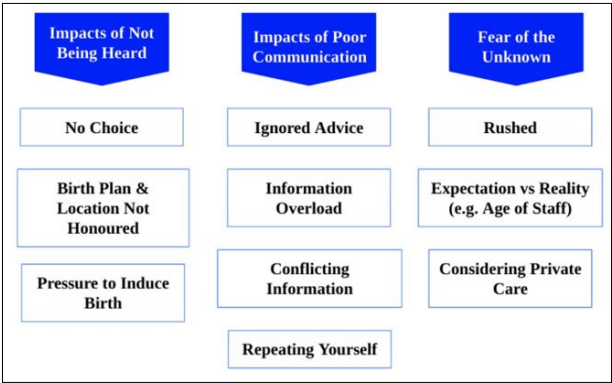 Impacts of Not
Being Heard
No Choice
Birth Plan &
Location Not
Honoured
Pressure to Induce
Birth
Impacts of Poor
Communication
Ignored Advice
Information
Overload
Conflicting
Information
Repeating Yourself
Fear of the
Unknown
Rushed
Expectation vs Reality
(e.g. Age of Staff)
Considering Private
Care